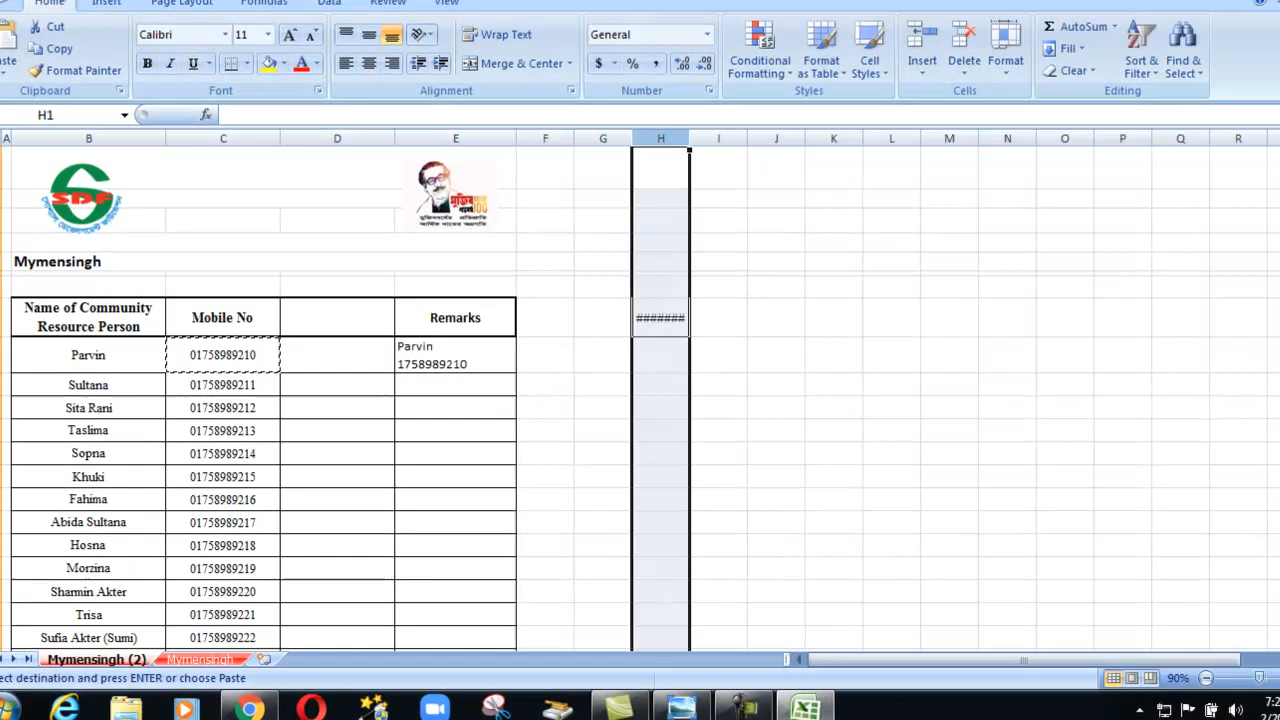 Home Insert Page Layout Formulas Data Review View
Cut Calibri 11 Wrap Text General AutoSum
Copy Conditional Format Cell Insert Delete Format Fill Sort & Find &
Format Painter B I U Merge & Center $ % , Formatting as Table Styles Clear Filter Select
Clipboard Font Alignment Number Styles Cells Editing
H1 fx
A B C D E F G H I J K L M N O P Q R
SDF
Mymensingh
Name of Community Resource Person Mobile No Remarks #######
Parvin 01758989210 Parvin 1758989210
Sultana 01758989211
Sita Rani 01758989212
Taslima 01758989213
Sopna 01758989214
Khuki 01758989215
Fahima 01758989216
Abida Sultana 01758989217
Hosna 01758989218
Morzina 01758989219
Sharmin Akter 01758989220
Trisa 01758989221
Sufia Akter (Sumi) 01758989222
Mymensingh (2) Mymensingh
ect destination and press ENTER or choose Paste 90%